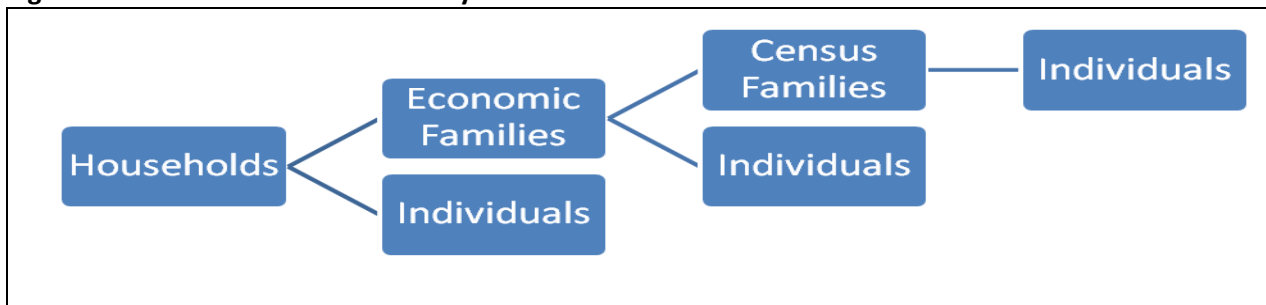 Households
Economic
Families
Individuals
Census
Families
Individuals
Individuals